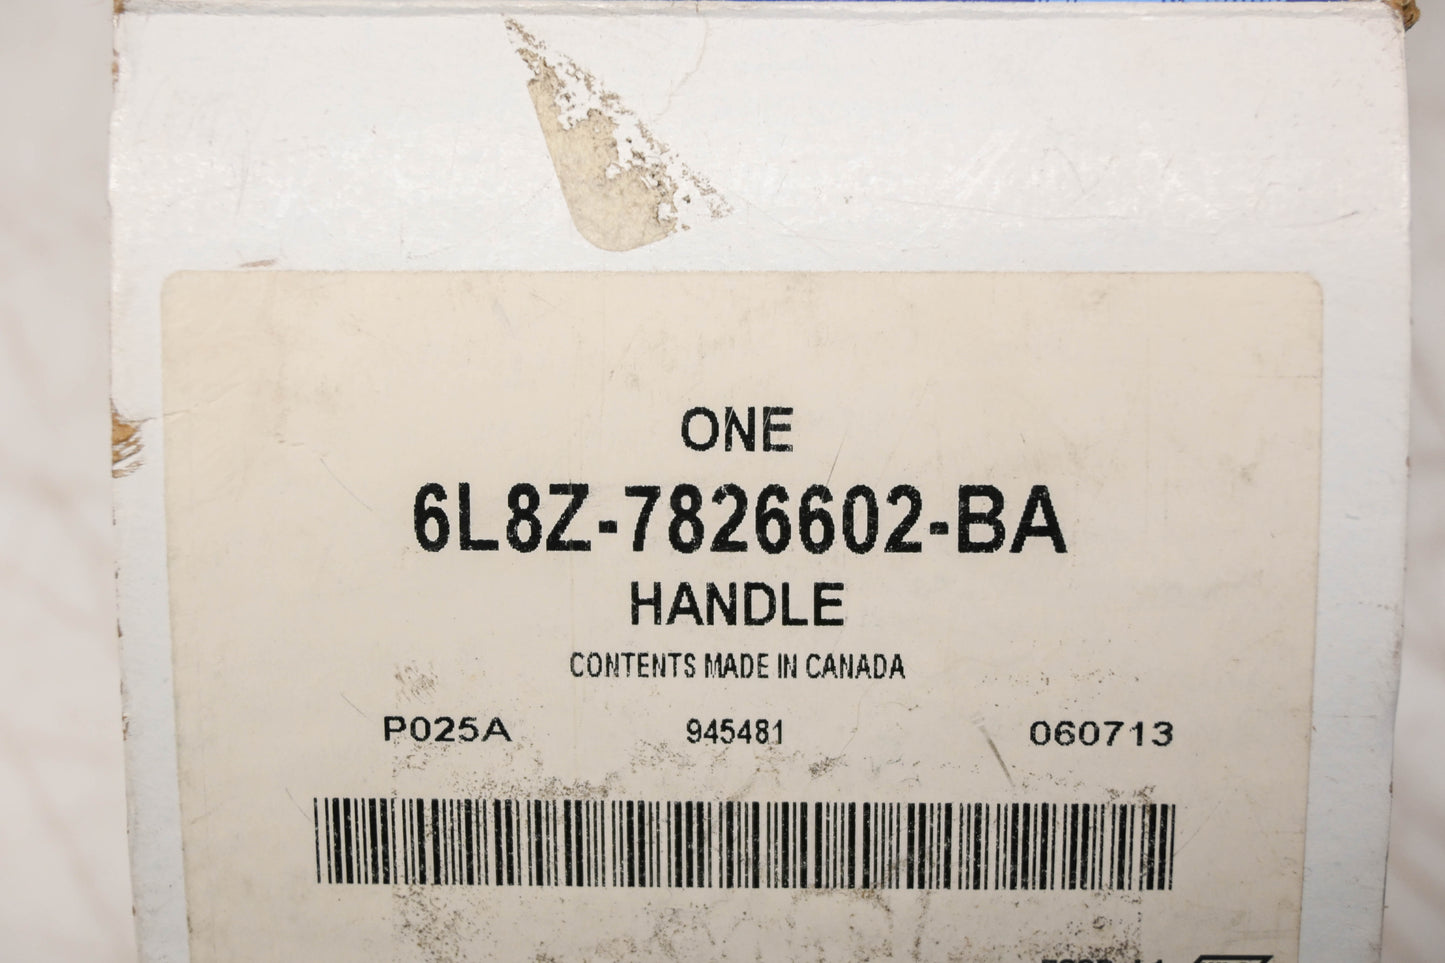 ONE
6L8Z-7826602-BA
HANDLE
CONTENTS MADE IN CANADA
P025A 945481 060713